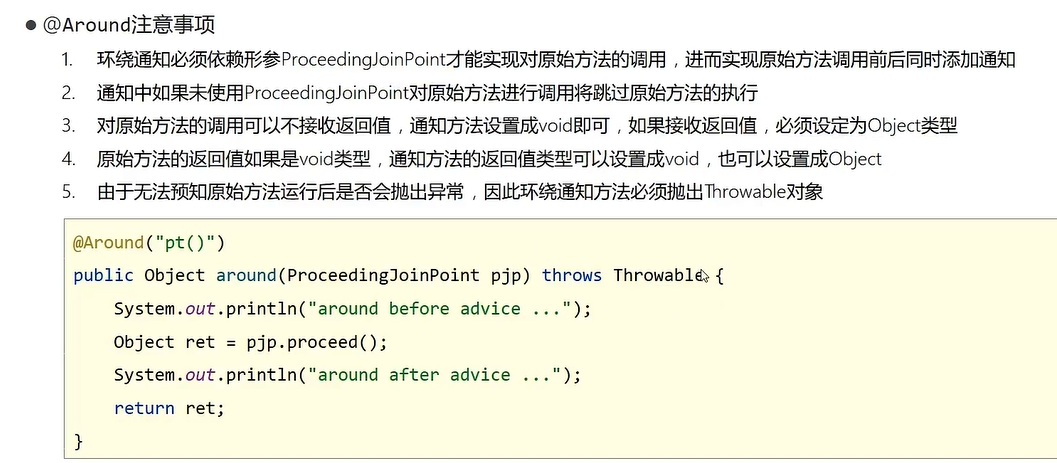 ● @Around注意事项
1. 环绕通知必须依赖形参ProceedingJoinPoint才能实现对原始方法的调用，进而实现原始方法调用前后同时添加通知
2. 通知中如果未使用ProceedingJoinPoint对原始方法进行调用将跳过原始方法的执行
3. 对原始方法的调用可以不接收返回值，通知方法设置成void即可，如果接收返回值，必须设定为Object类型
4. 原始方法的返回值如果是void类型，通知方法的返回值类型可以设置成void，也可以设置成Object
5. 由于无法预知原始方法运行后是否会抛出异常，因此环绕通知方法必须抛出Throwable对象
@Around("pt()")
public Object around(ProceedingJoinPoint pjp) throws Throwable {
    System.out.println("around before advice ...");
    Object ret = pjp.proceed();
    System.out.println("around after advice ...");
    return ret;
}